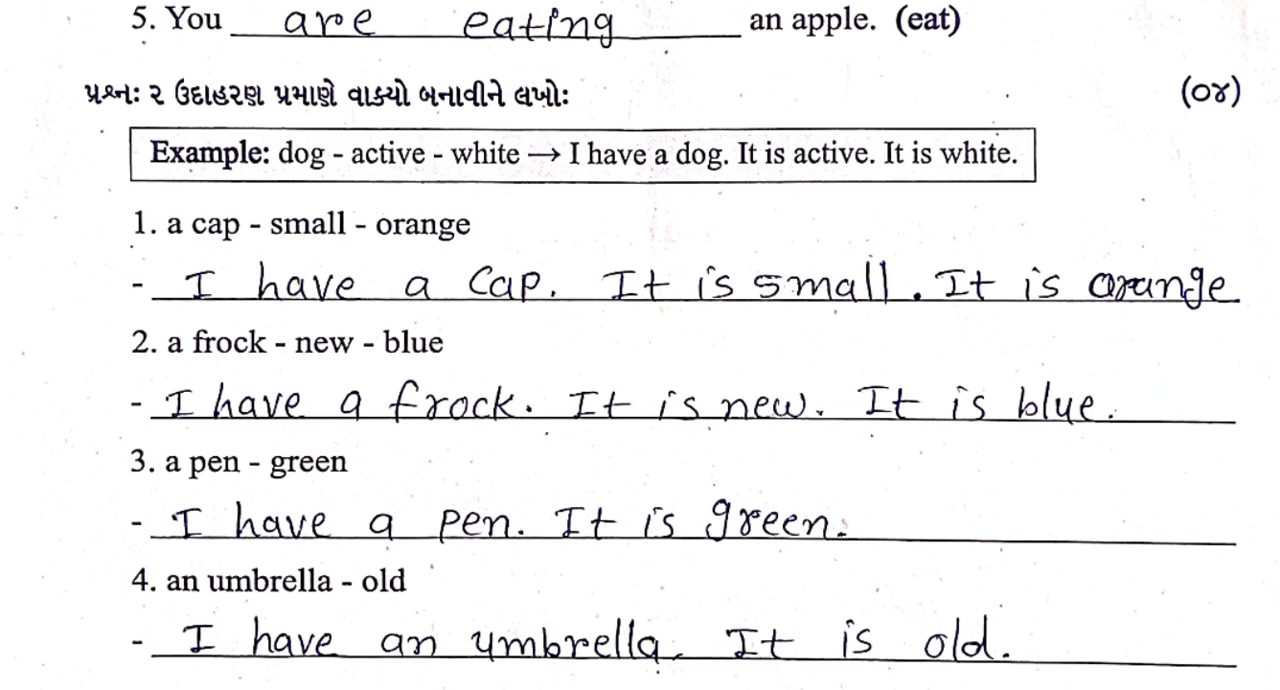 5. You are eating an apple. (eat)
પ્રશ્ન: ૨ ઉદાહરણ પ્રમાણે વાક્યો બનાવીને લખો: (૦૪)
Example: dog - active - white → I have a dog. It is active. It is white.
1. a cap - small - orange
- I have a cap. It is small. It is orange
2. a frock - new - blue
- I have a frock. It is new. It is blue.
3. a pen - green
- I have a pen. It is green.
4. an umbrella - old
- I have an umbrella. It is old.